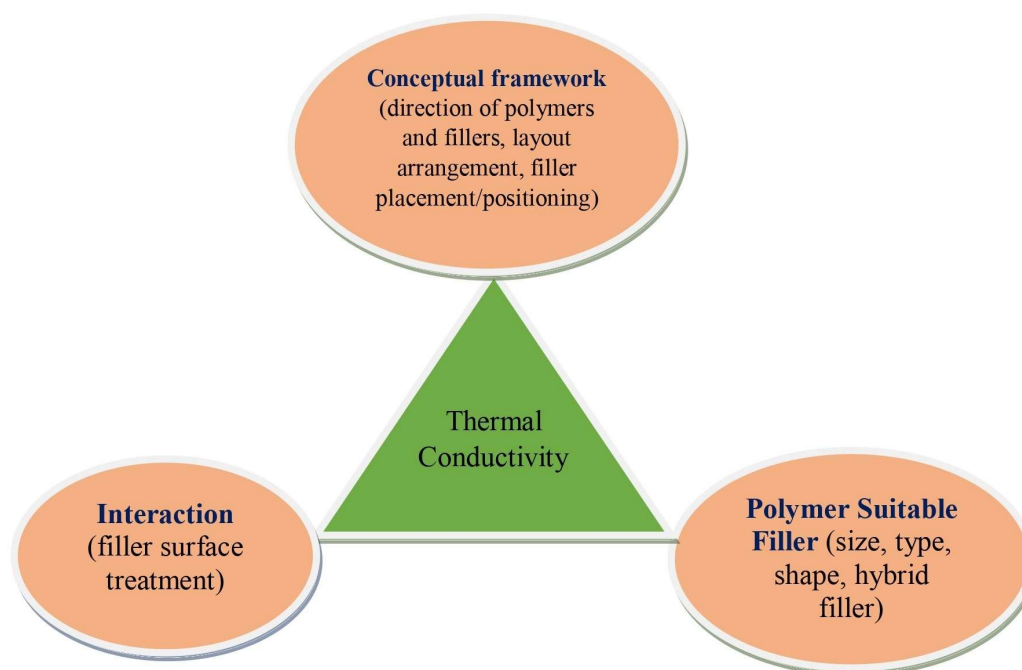 Conceptual framework
(direction of polymers
and fillers, layout
arrangement, filler
placement/positioning)
Thermal
Conductivity
Interaction
(filler surface
treatment)
Polymer Suitable
Filler (size, type,
shape, hybrid
filler)